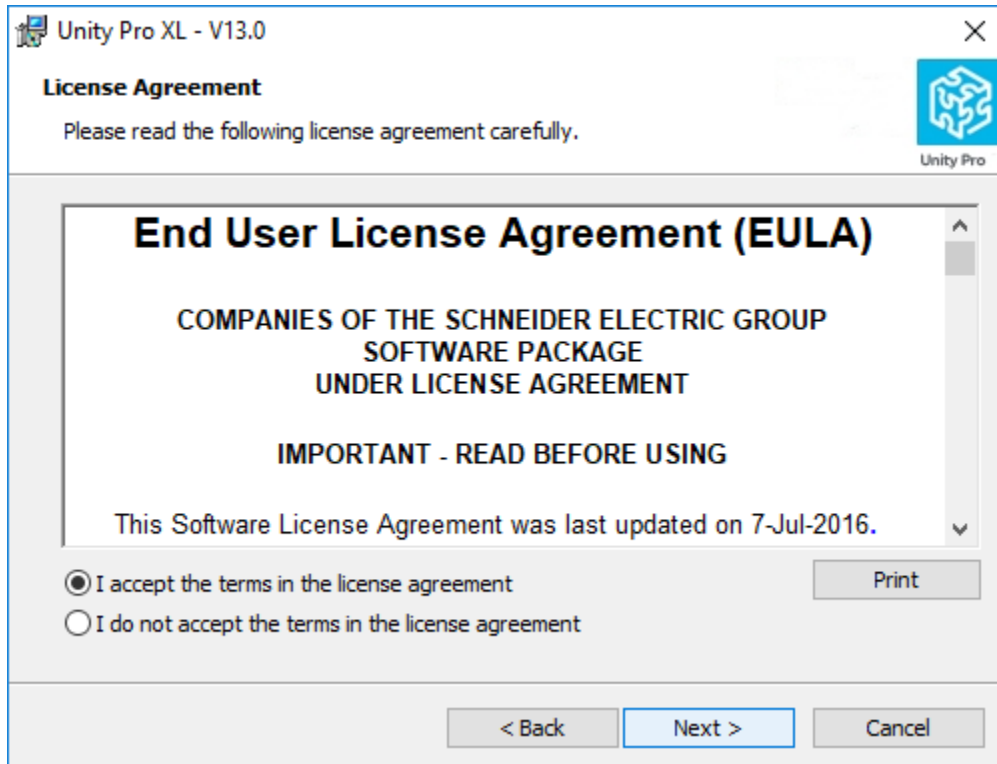 Unity Pro XL - V13.0
License Agreement
Please read the following license agreement carefully.
Unity Pro
End User License Agreement (EULA)
COMPANIES OF THE SCHNEIDER ELECTRIC GROUP
SOFTWARE PACKAGE
UNDER LICENSE AGREEMENT
IMPORTANT - READ BEFORE USING
This Software License Agreement was last updated on 7-Jul-2016.
I accept the terms in the license agreement
Print
I do not accept the terms in the license agreement
< Back
Next >
Cancel